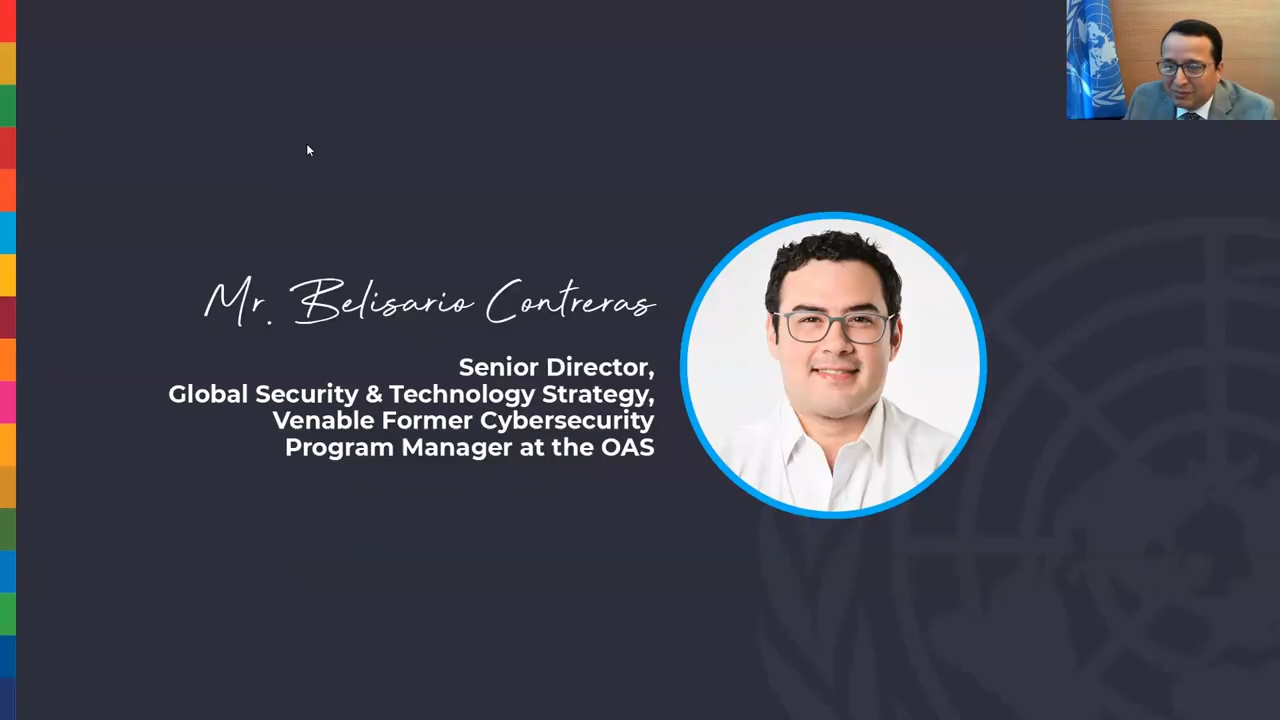 Mr. Belisario Contreras
Senior Director,
Global Security & Technology Strategy,
Venable Former Cybersecurity
Program Manager at the OAS